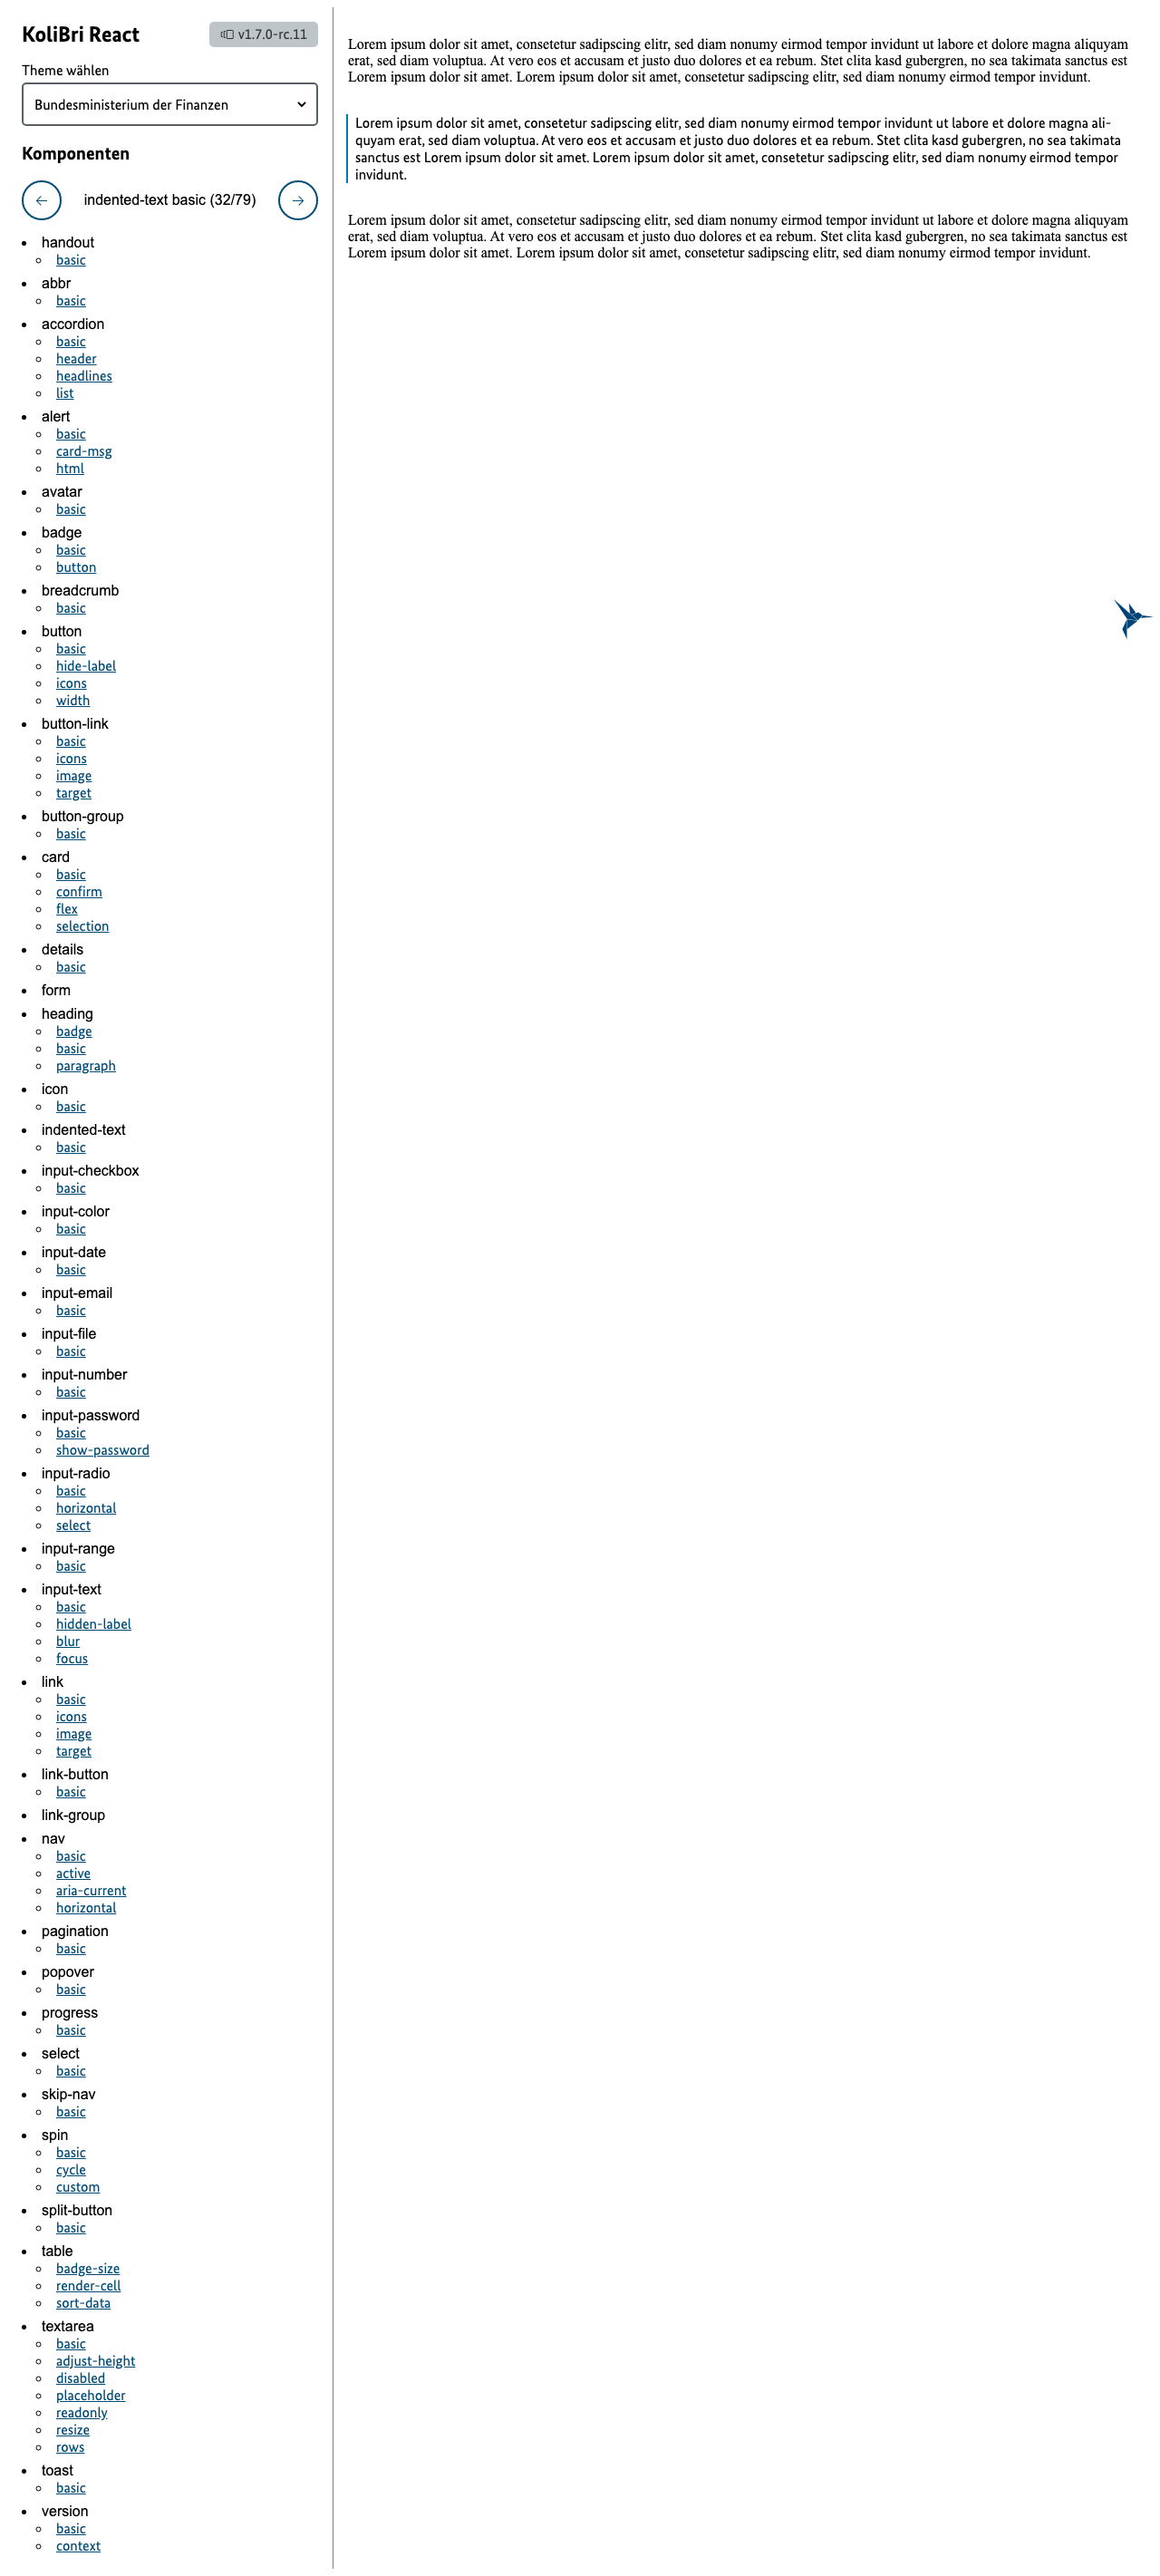 KoliBri React
v1.7.0-rc.11
Theme wählen
Bundesministerium der Finanzen
Komponenten
indented-text basic (32/79)
handout
basic
abbr
basic
accordion
basic
header
headlines
list
alert
basic
card-msg
html
avatar
basic
badge
basic
button
breadcrumb
basic
button
basic
hide-label
icons
width
button-link
basic
icons
image
target
button-group
basic
card
basic
confirm
flex
selection
details
basic
form
heading
badge
basic
paragraph
icon
basic
indented-text
basic
input-checkbox
basic
input-color
basic
input-date
basic
input-email
basic
input-file
basic
input-number
basic
input-password
basic
show-password
input-radio
basic
horizontal
select
input-range
basic
input-text
basic
hidden-label
blur
focus
link
basic
icons
image
target
link-button
basic
link-group
nav
basic
active
aria-current
horizontal
pagination
basic
popover
basic
progress
basic
select
basic
skip-nav
basic
spin
basic
cycle
custom
split-button
basic
table
badge-size
render-cell
sort-data
textarea
basic
adjust-height
disabled
placeholder
readonly
resize
rows
toast
basic
version
basic
context
Lorem ipsum dolor sit amet, consetetur sadipscing elitr, sed diam nonumy eirmod tempor invidunt ut labore et dolore magna aliquyam
erat, sed diam voluptua. At vero eos et accusam et justo duo dolores et ea rebum. Stet clita kasd gubergren, no sea takimata sanctus est
Lorem ipsum dolor sit amet. Lorem ipsum dolor sit amet, consetetur sadipscing elitr, sed diam nonumy eirmod tempor invidunt.
Lorem ipsum dolor sit amet, consetetur sadipscing elitr, sed diam nonumy eirmod tempor invidunt ut labore et dolore magna ali-
quyam erat, sed diam voluptua. At vero eos et accusam et justo duo dolores et ea rebum. Stet clita kasd gubergren, no sea takimata
sanctus est Lorem ipsum dolor sit amet. Lorem ipsum dolor sit amet, consetetur sadipscing elitr, sed diam nonumy eirmod tempor
invidunt.
Lorem ipsum dolor sit amet, consetetur sadipscing elitr, sed diam nonumy eirmod tempor invidunt ut labore et dolore magna aliquyam
erat, sed diam voluptua. At vero eos et accusam et justo duo dolores et ea rebum. Stet clita kasd gubergren, no sea takimata sanctus est
Lorem ipsum dolor sit amet. Lorem ipsum dolor sit amet, consetetur sadipscing elitr, sed diam nonumy eirmod tempor invidunt.